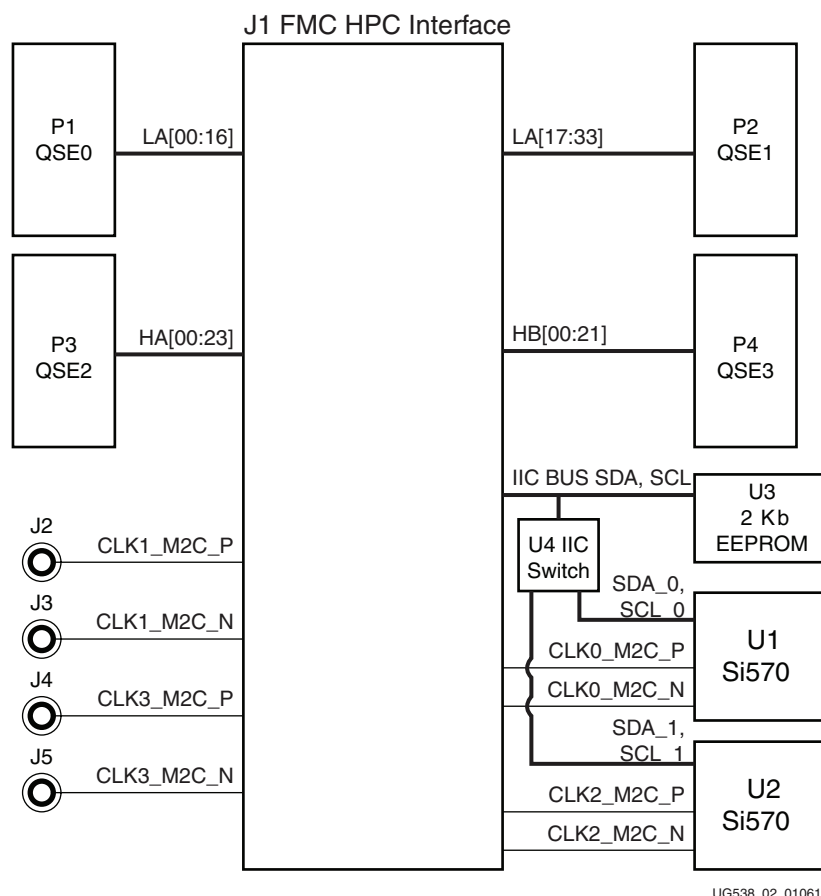 J1 FMC HPC Interface
P1
QSE0
LA[00:16]
LA[17:33]
P2
QSE1
P3
QSE2
HA[00:23]
HB[00:21]
P4
QSE3
IIC BUS SDA, SCL
U3
2 Kb
EEPROM
U4 IIC
Switch
J2
CLK1_M2C_P
SDA_0,
SCL_0
J3
CLK1_M2C_N
U1
Si570
CLK0_M2C_P
CLK0_M2C_N
J4
CLK3_M2C_P
SDA_1,
SCL_1
J5
CLK3_M2C_N
U2
Si570
CLK2_M2C_P
CLK2_M2C_N
UG538_02_01061